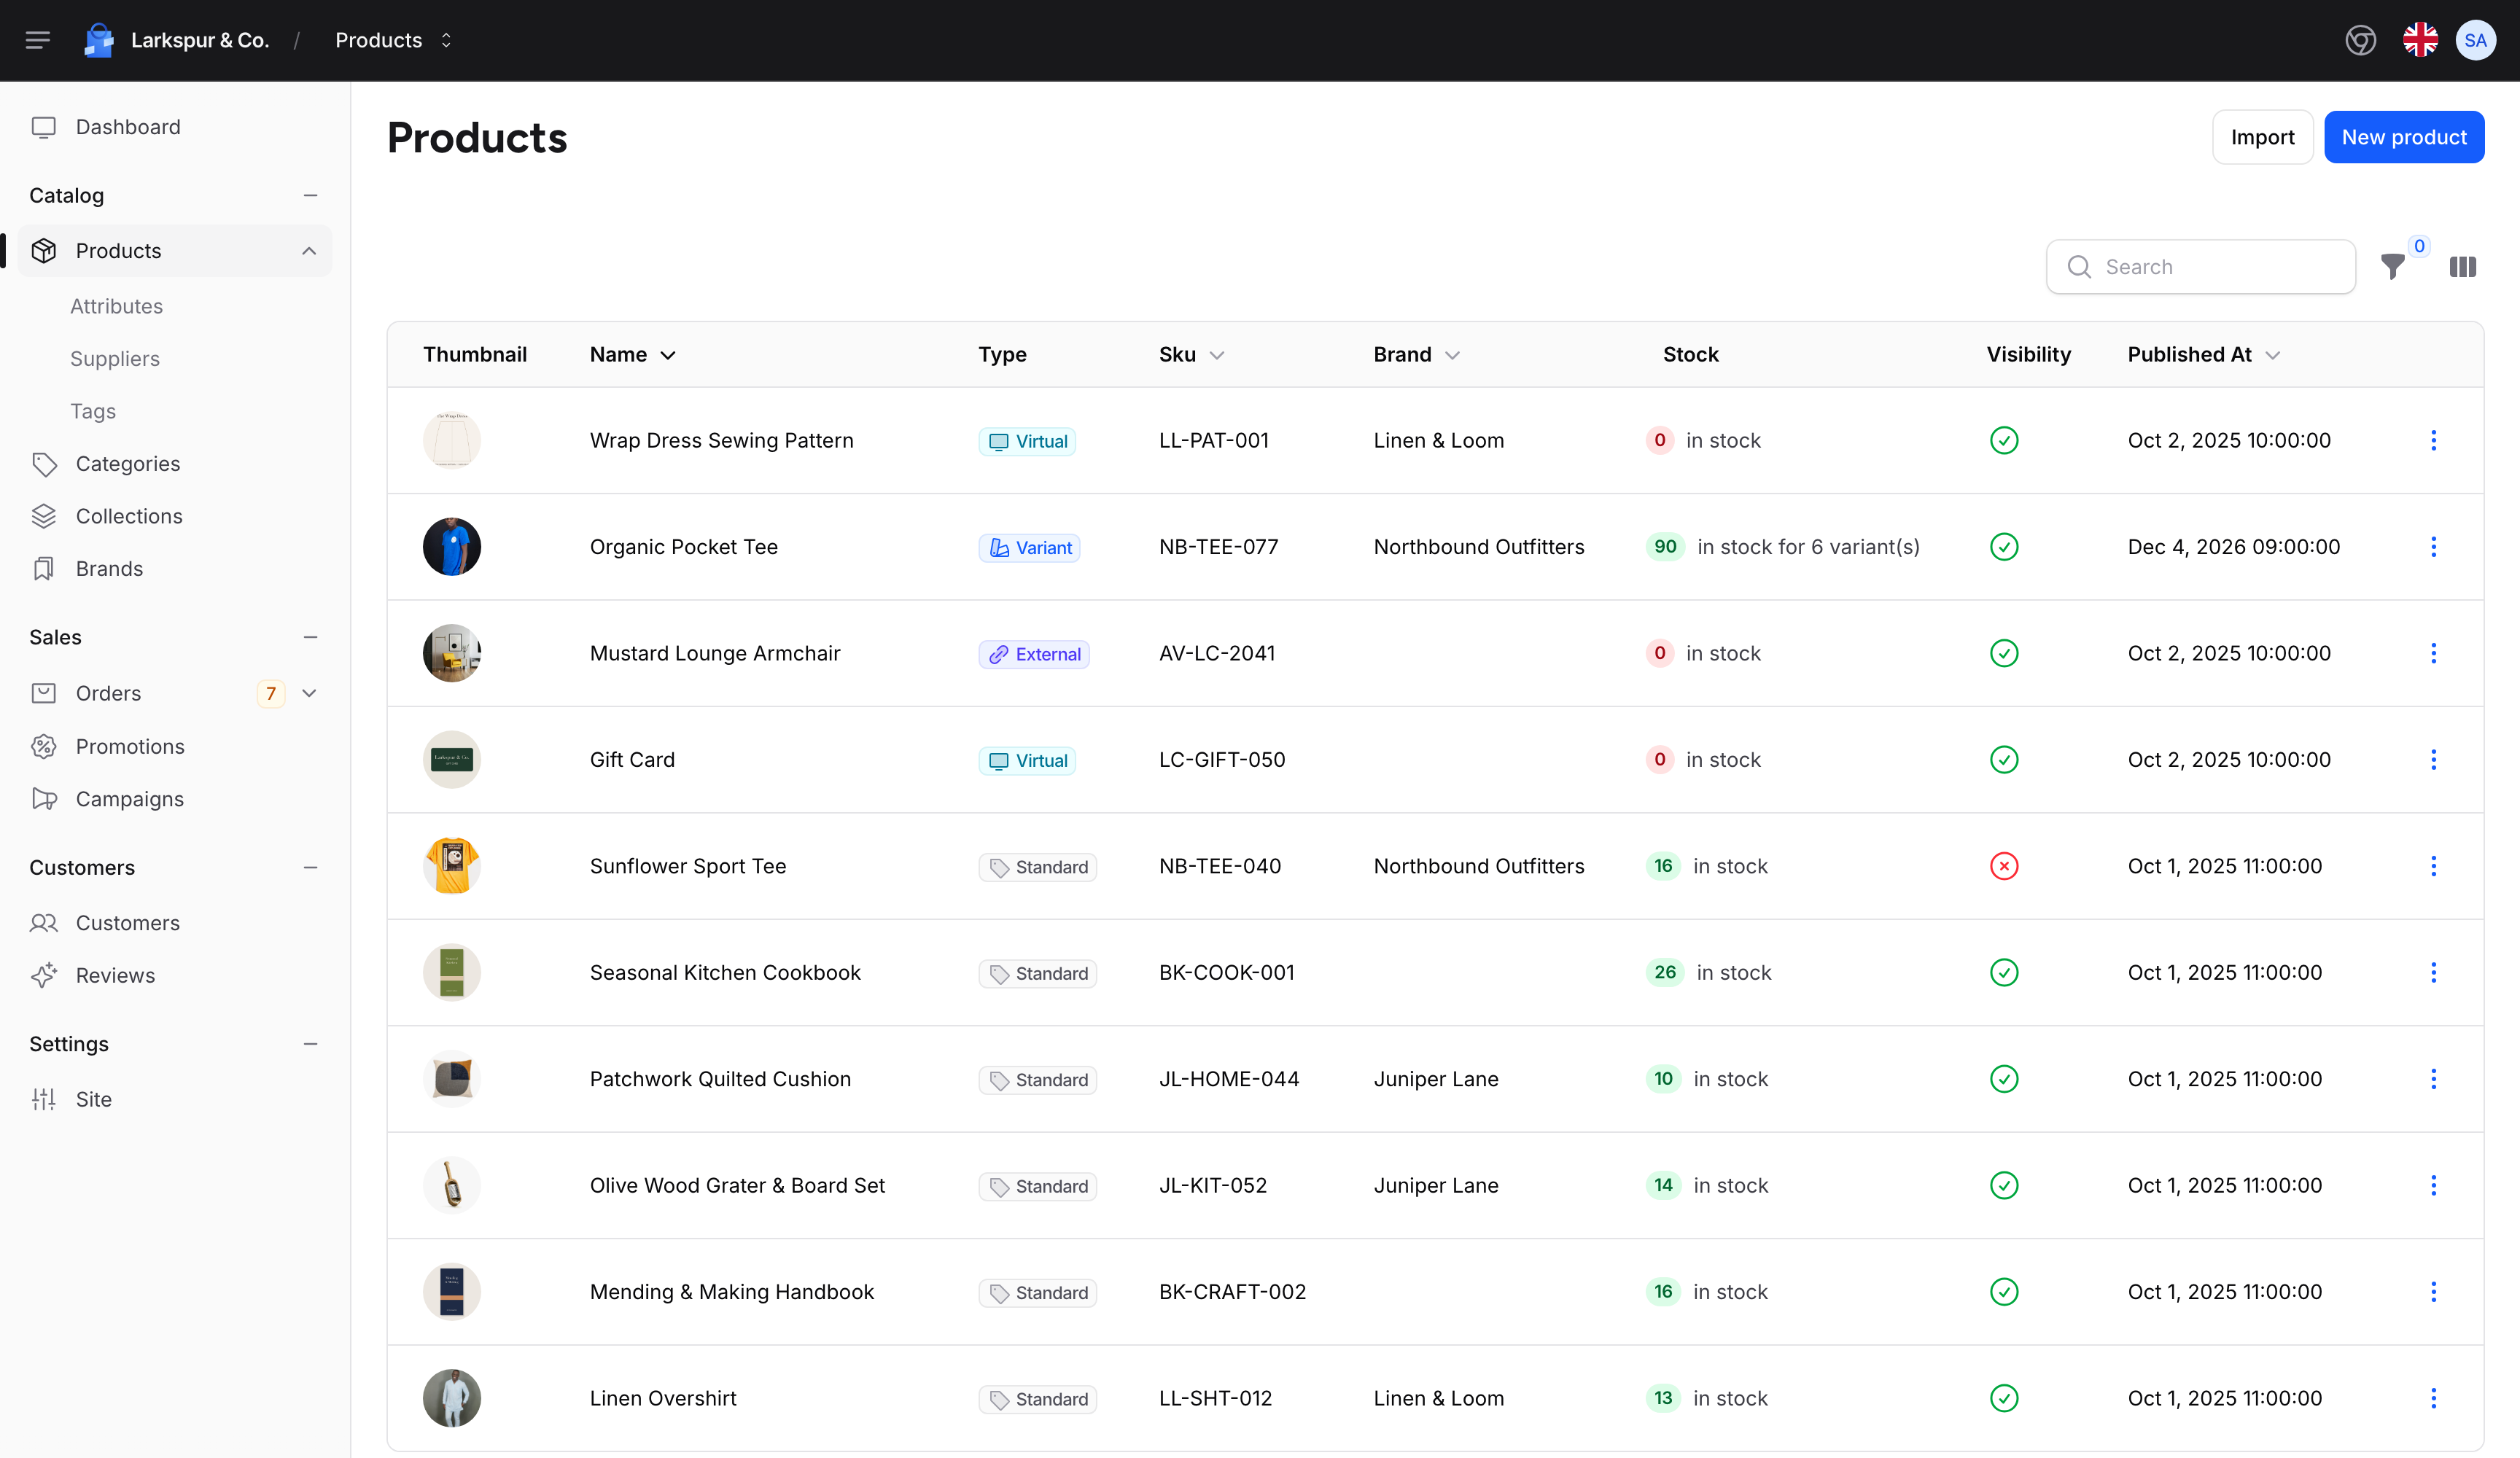 Larkspur & Co. / Products
SA
Dashboard
Catalog
Products
Attributes
Suppliers
Tags
Categories
Collections
Brands
Sales
Orders 7
Promotions
Campaigns
Customers
Customers
Reviews
Settings
Site
Products
Import
New product
Search
0
Thumbnail Name Type Sku Brand Stock Visibility Published At
Wrap Dress Sewing Pattern Virtual LL-PAT-001 Linen & Loom 0 in stock Oct 2, 2025 10:00:00
Organic Pocket Tee Variant NB-TEE-077 Northbound Outfitters 90 in stock for 6 variant(s) Dec 4, 2026 09:00:00
Mustard Lounge Armchair External AV-LC-2041 0 in stock Oct 2, 2025 10:00:00
Larkspur & Co.
Gift Card Virtual LC-GIFT-050 0 in stock Oct 2, 2025 10:00:00
Sunflower Sport Tee Standard NB-TEE-040 Northbound Outfitters 16 in stock Oct 1, 2025 11:00:00
Seasonal Kitchen Cookbook Standard BK-COOK-001 26 in stock Oct 1, 2025 11:00:00
Patchwork Quilted Cushion Standard JL-HOME-044 Juniper Lane 10 in stock Oct 1, 2025 11:00:00
Olive Wood Grater & Board Set Standard JL-KIT-052 Juniper Lane 14 in stock Oct 1, 2025 11:00:00
Mending & Making Handbook Standard BK-CRAFT-002 16 in stock Oct 1, 2025 11:00:00
Linen Overshirt Standard LL-SHT-012 Linen & Loom 13 in stock Oct 1, 2025 11:00:00